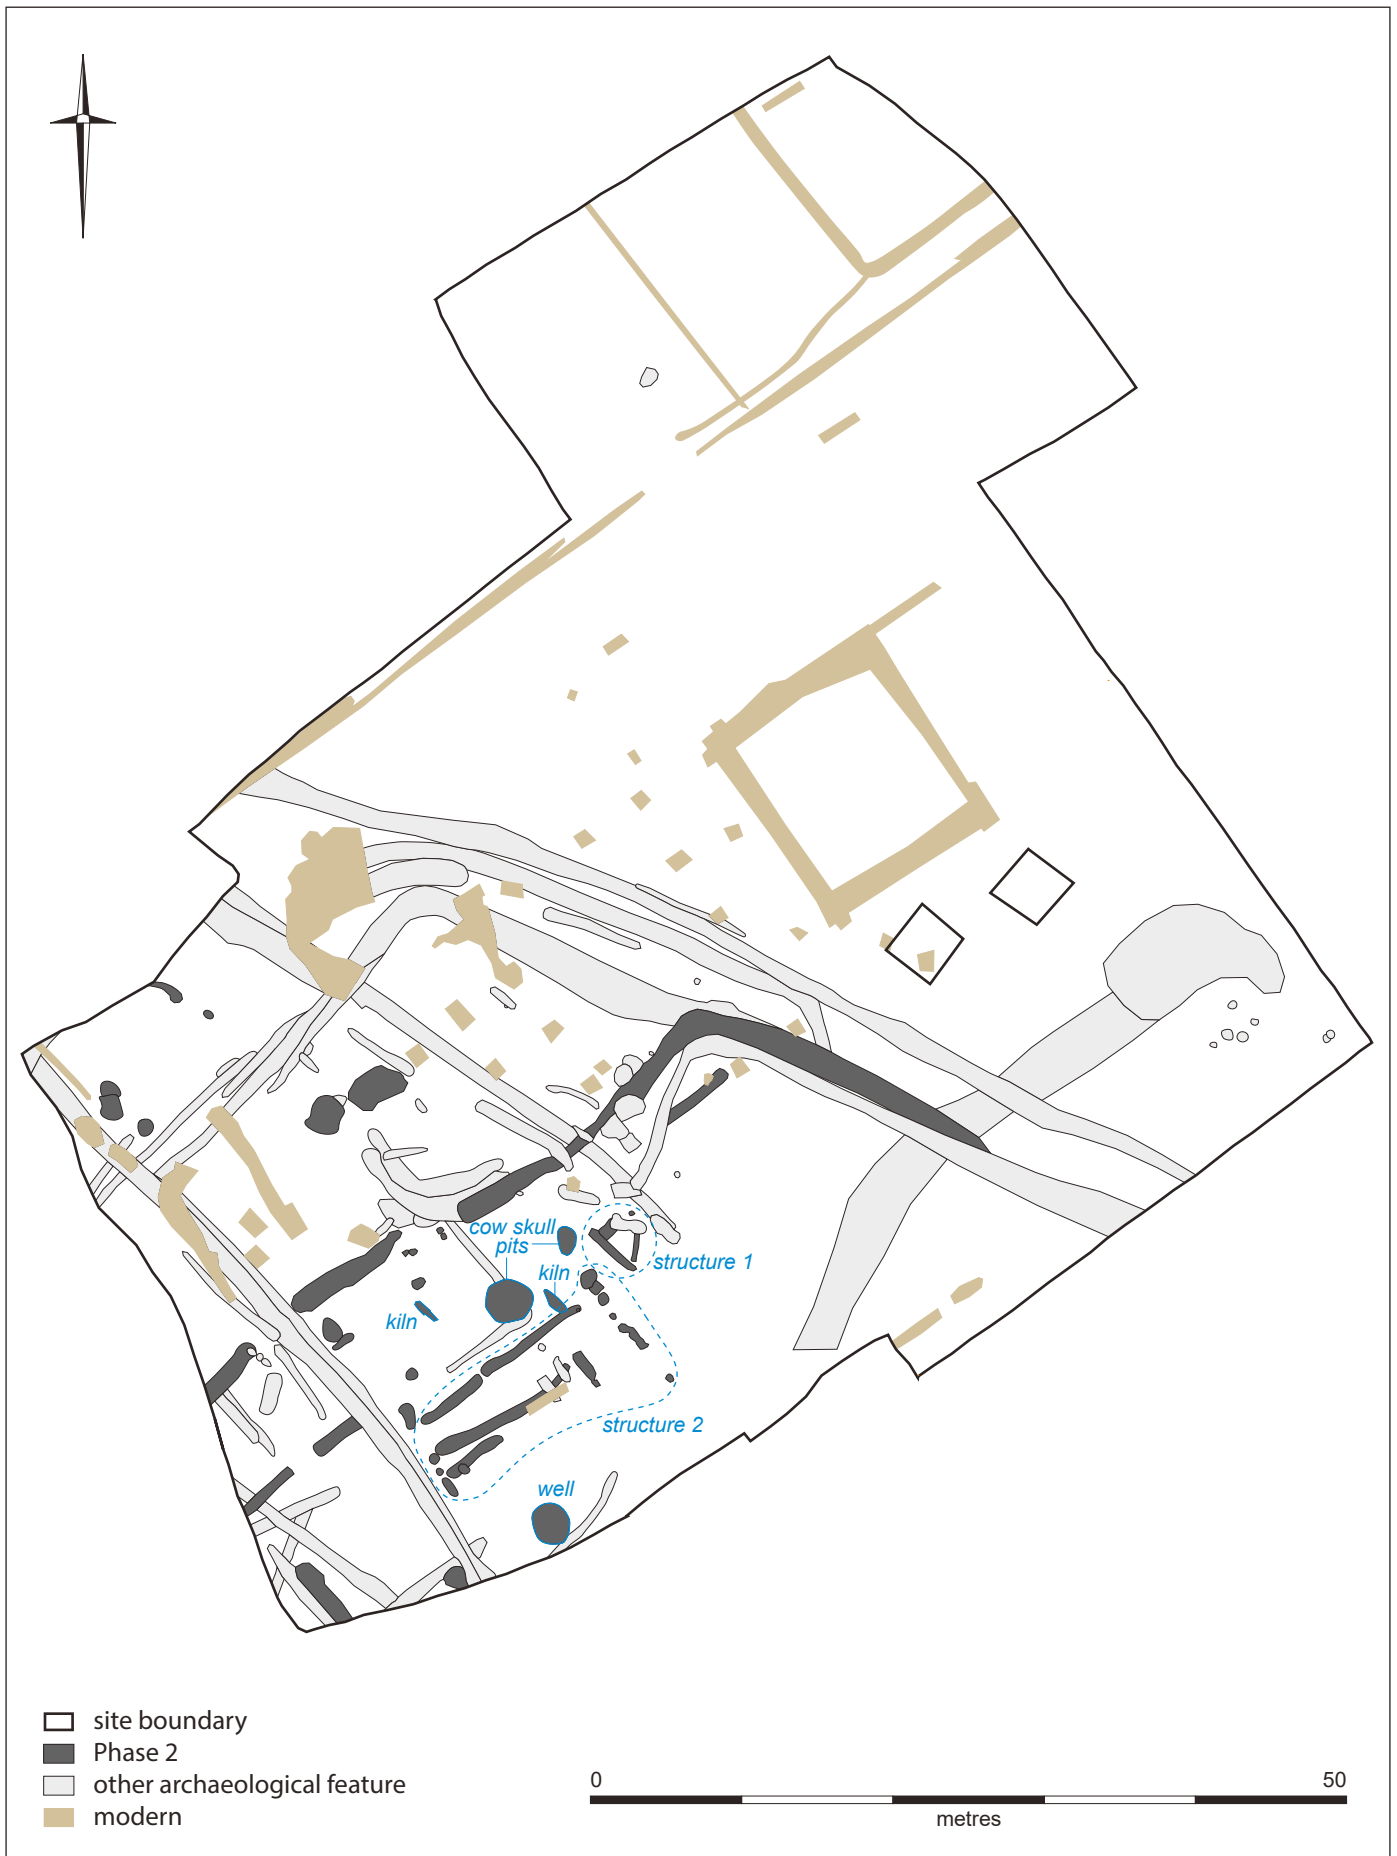 cow skull
pits
kiln
structure 1
kiln
structure 2
well
site boundary
Phase 2
other archaeological feature
modern
0 50
metres